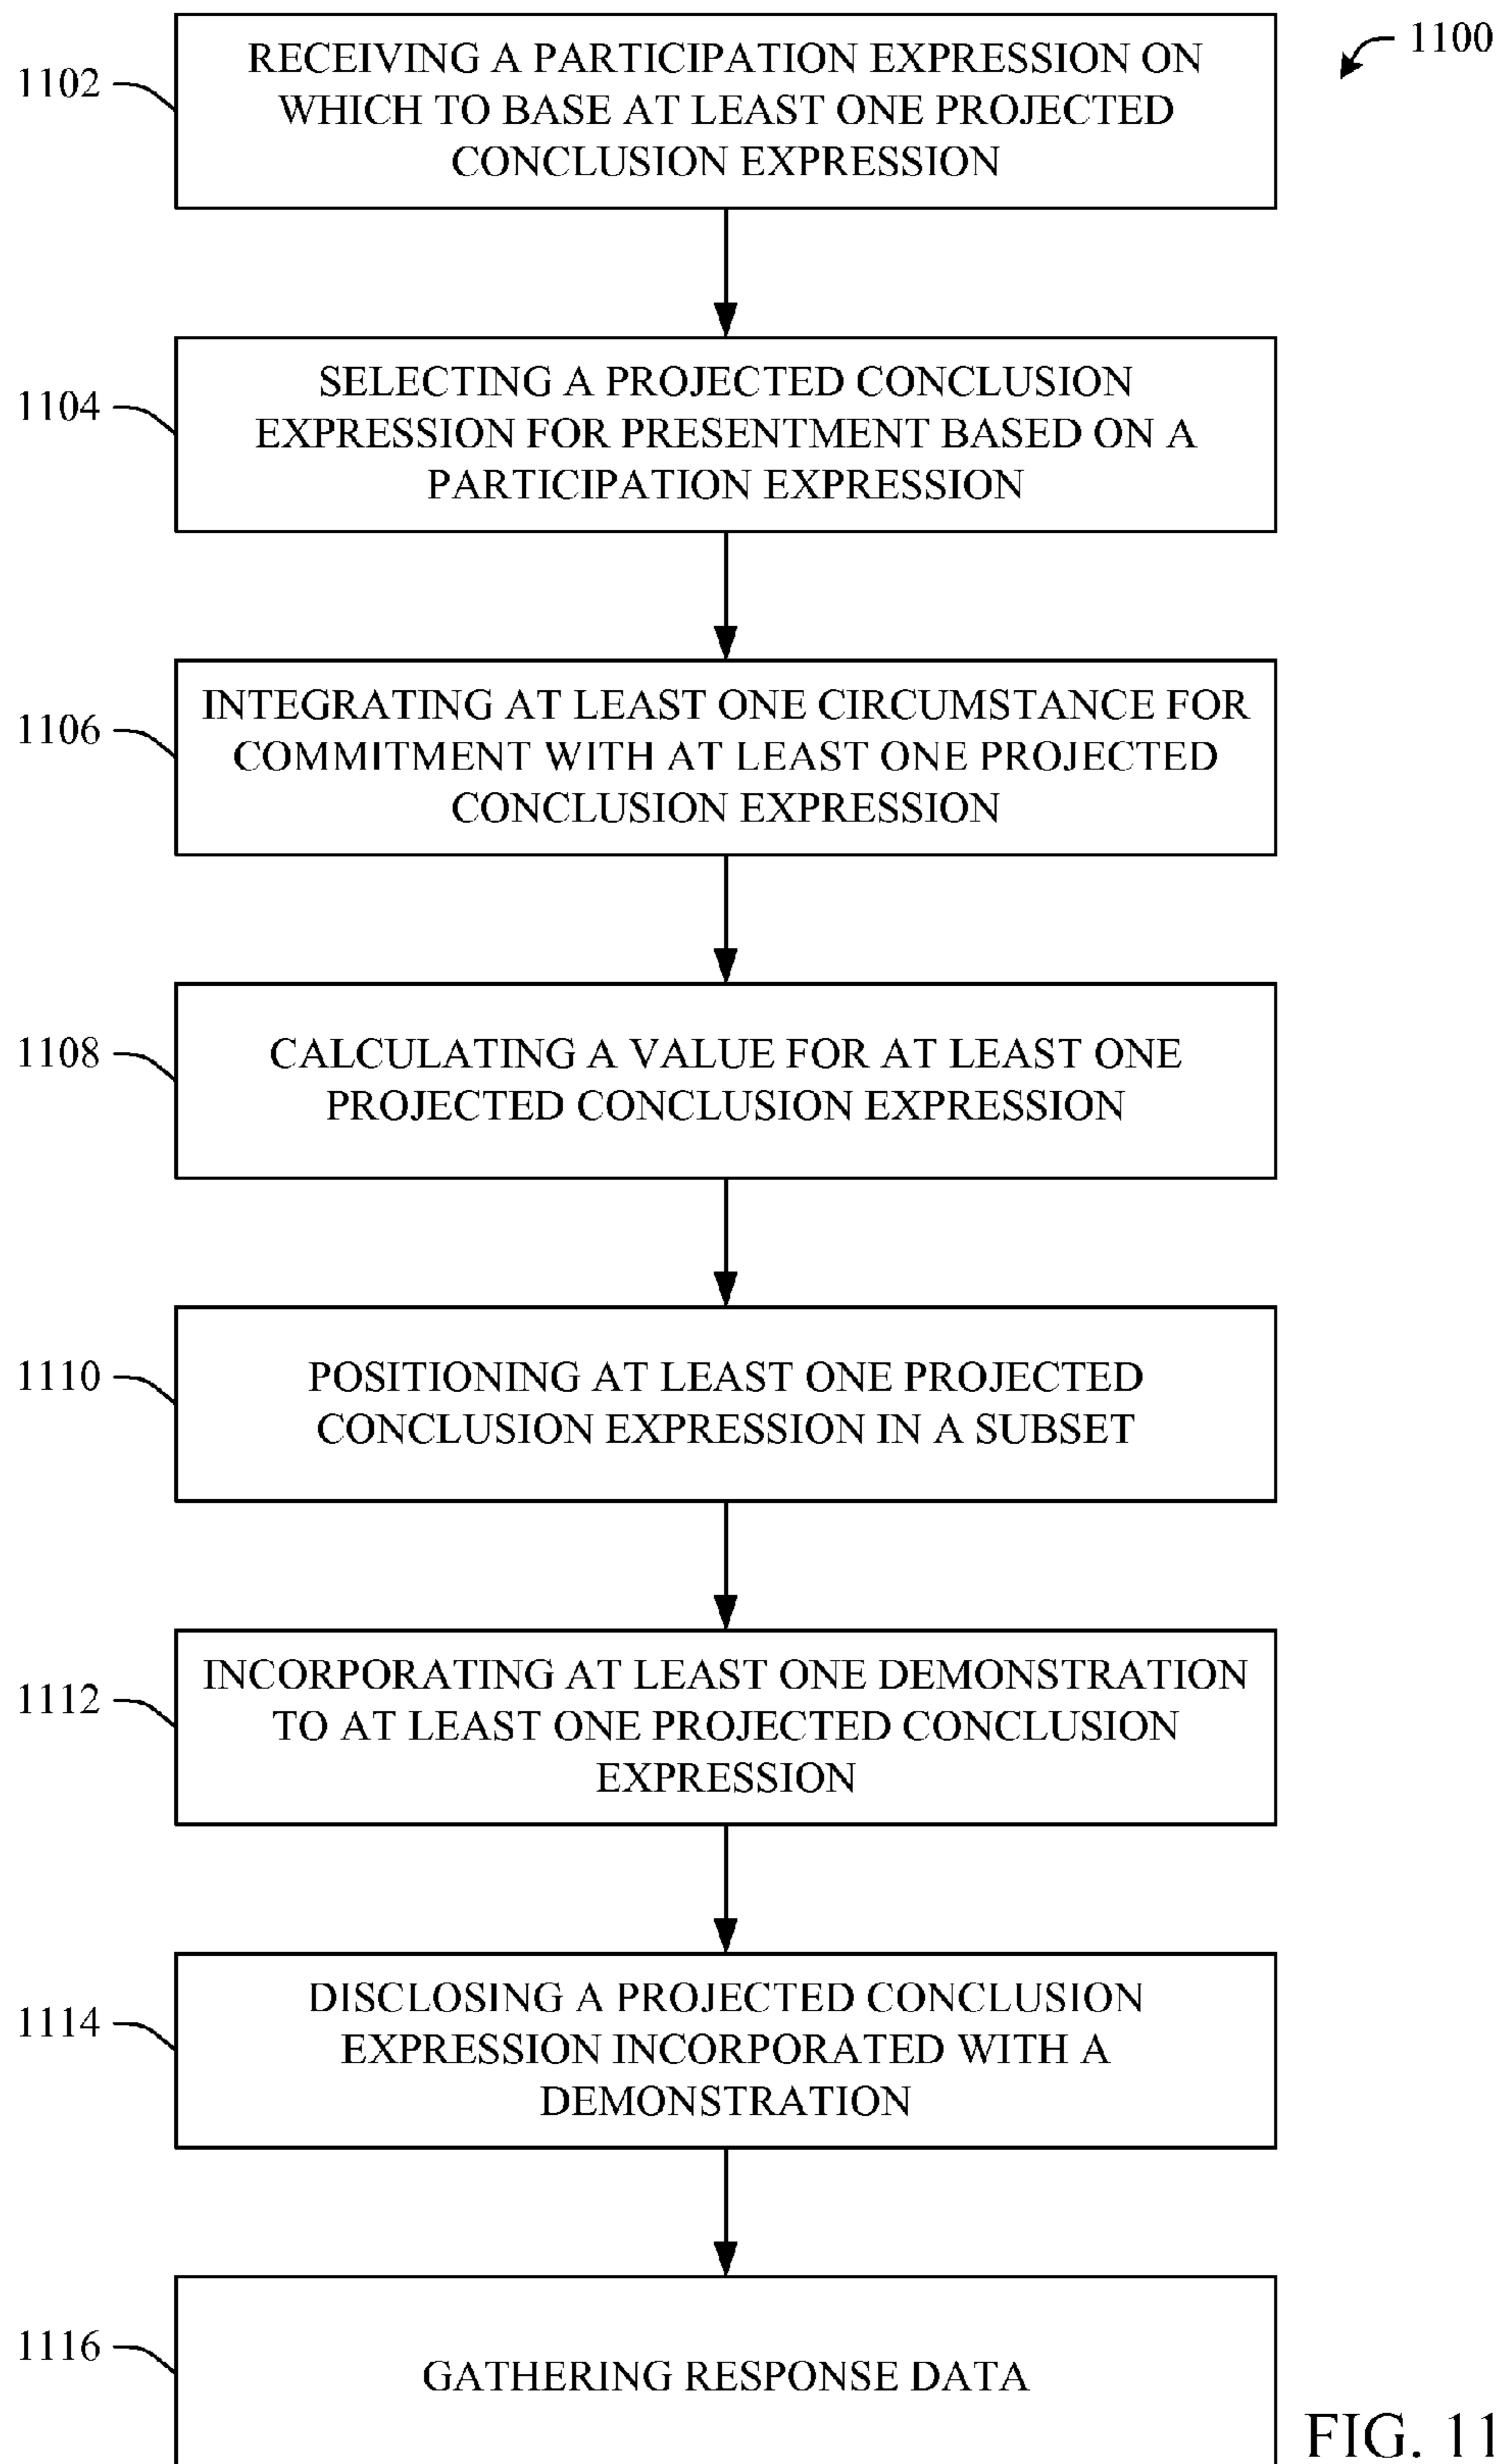 1100
1102
RECEIVING A PARTICIPATION EXPRESSION ON
WHICH TO BASE AT LEAST ONE PROJECTED
CONCLUSION EXPRESSION
1104
SELECTING A PROJECTED CONCLUSION
EXPRESSION FOR PRESENTMENT BASED ON A
PARTICIPATION EXPRESSION
1106
INTEGRATING AT LEAST ONE CIRCUMSTANCE FOR
COMMITMENT WITH AT LEAST ONE PROJECTED
CONCLUSION EXPRESSION
1108
CALCULATING A VALUE FOR AT LEAST ONE
PROJECTED CONCLUSION EXPRESSION
1110
POSITIONING AT LEAST ONE PROJECTED
CONCLUSION EXPRESSION IN A SUBSET
1112
INCORPORATING AT LEAST ONE DEMONSTRATION
TO AT LEAST ONE PROJECTED CONCLUSION
EXPRESSION
1114
DISCLOSING A PROJECTED CONCLUSION
EXPRESSION INCORPORATED WITH A
DEMONSTRATION
1116
GATHERING RESPONSE DATA
FIG. 11